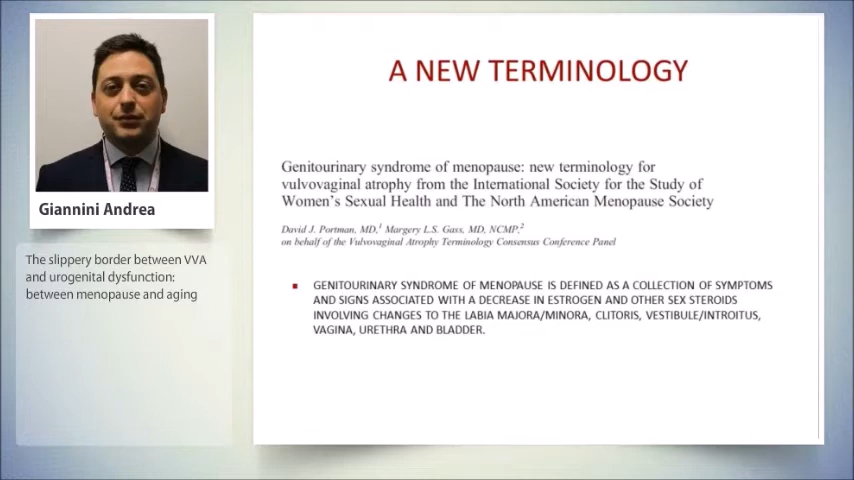 Giannini Andrea
The slippery border between VVA
and urogenital dysfunction:
between menopause and aging
A NEW TERMINOLOGY
Genitourinary syndrome of menopause: new terminology for
vulvovaginal atrophy from the International Society for the Study of
Women's Sexual Health and The North American Menopause Society
David J. Portman, MD,1 Margery L.S. Gass, MD, NCMP,2
on behalf of the Vulvovaginal Atrophy Terminology Consensus Conference Panel
▪ GENITOURINARY SYNDROME OF MENOPAUSE IS DEFINED AS A COLLECTION OF SYMPTOMS
AND SIGNS ASSOCIATED WITH A DECREASE IN ESTROGEN AND OTHER SEX STEROIDS
INVOLVING CHANGES TO THE LABIA MAJORA/MINORA, CLITORIS, VESTIBULE/INTROITUS,
VAGINA, URETHRA AND BLADDER.